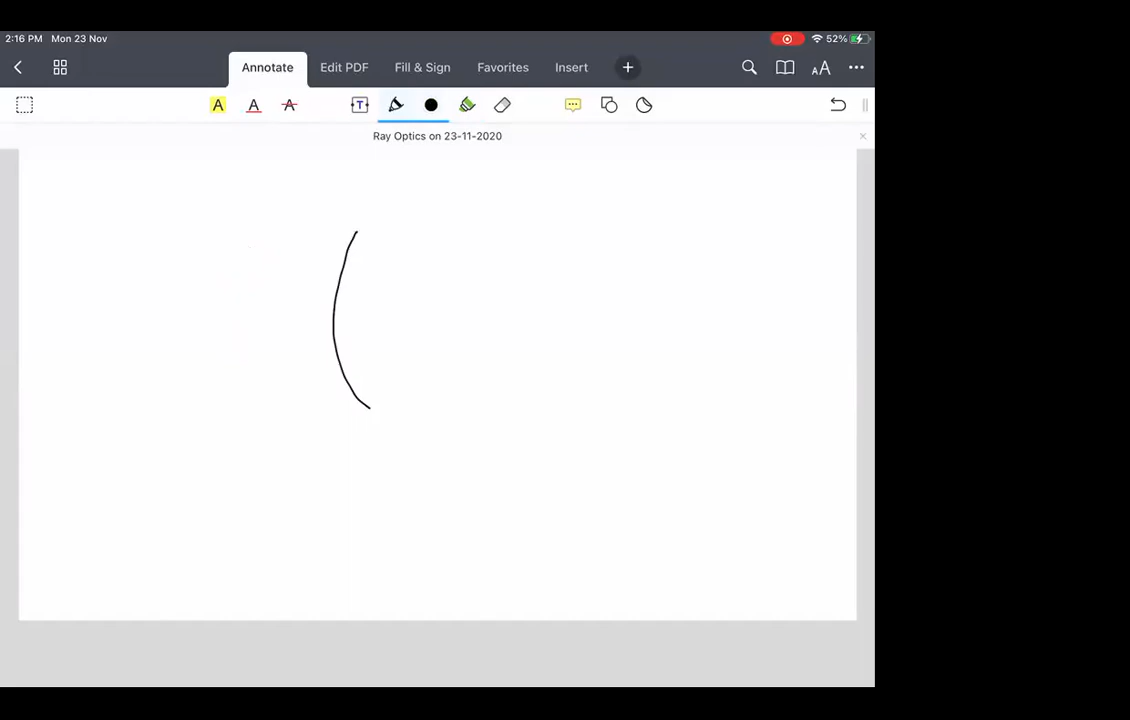 2:16 PM Mon 23 Nov 52%
Annotate Edit PDF Fill & Sign Favorites Insert AA
A A A T
Ray Optics on 23-11-2020